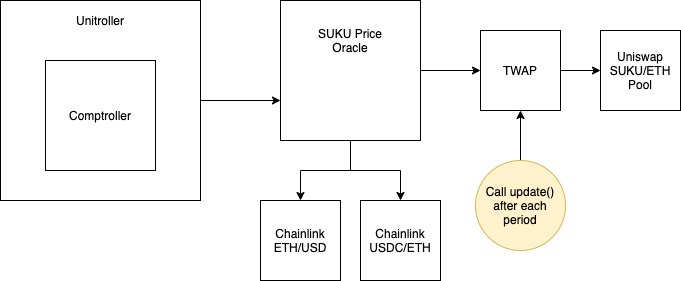 Unitroller
Comptroller
SUKU Price
Oracle
TWAP
Uniswap
SUKU/ETH
Pool
Chainlink
ETH/USD
Chainlink
USDC/ETH
Call update()
after each
period